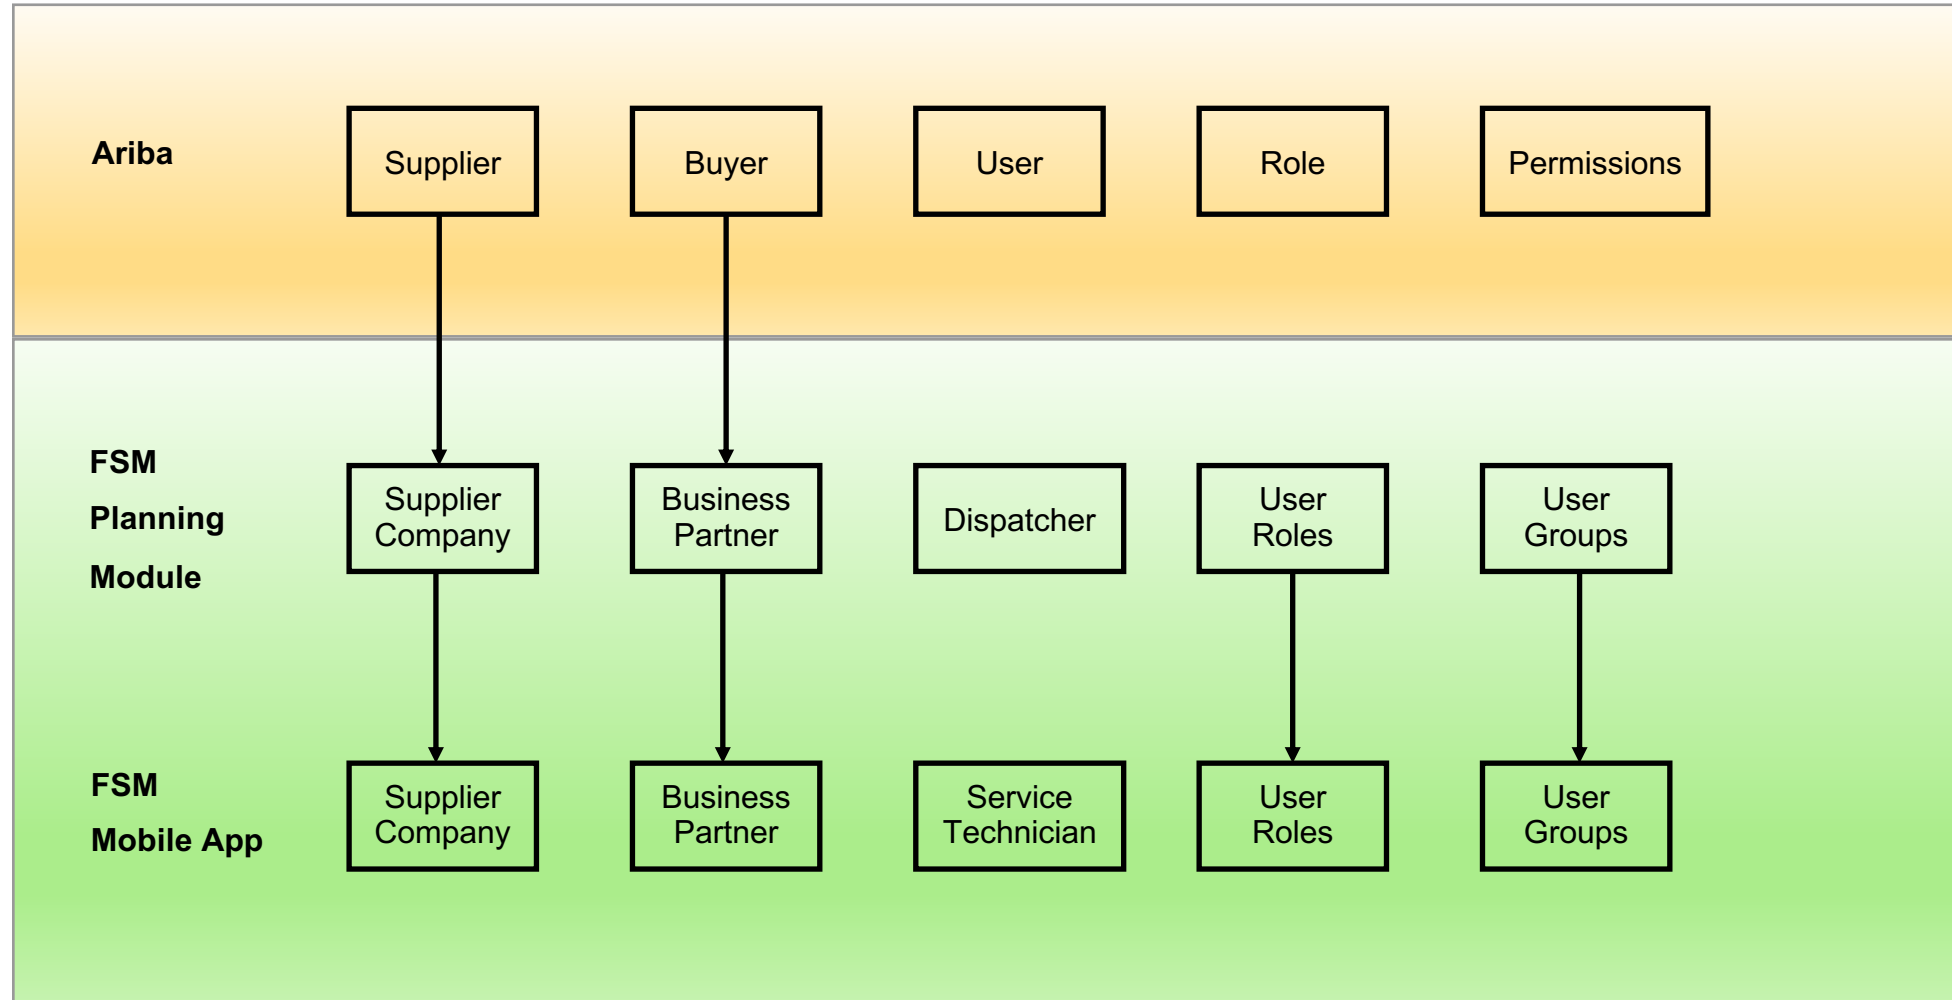 Ariba
Supplier
Buyer
User
Role
Permissions
FSM
Planning
Module
Supplier
Company
Business
Partner
Dispatcher
User
Roles
User
Groups
FSM
Mobile App
Supplier
Company
Business
Partner
Service
Technician
User
Roles
User
Groups